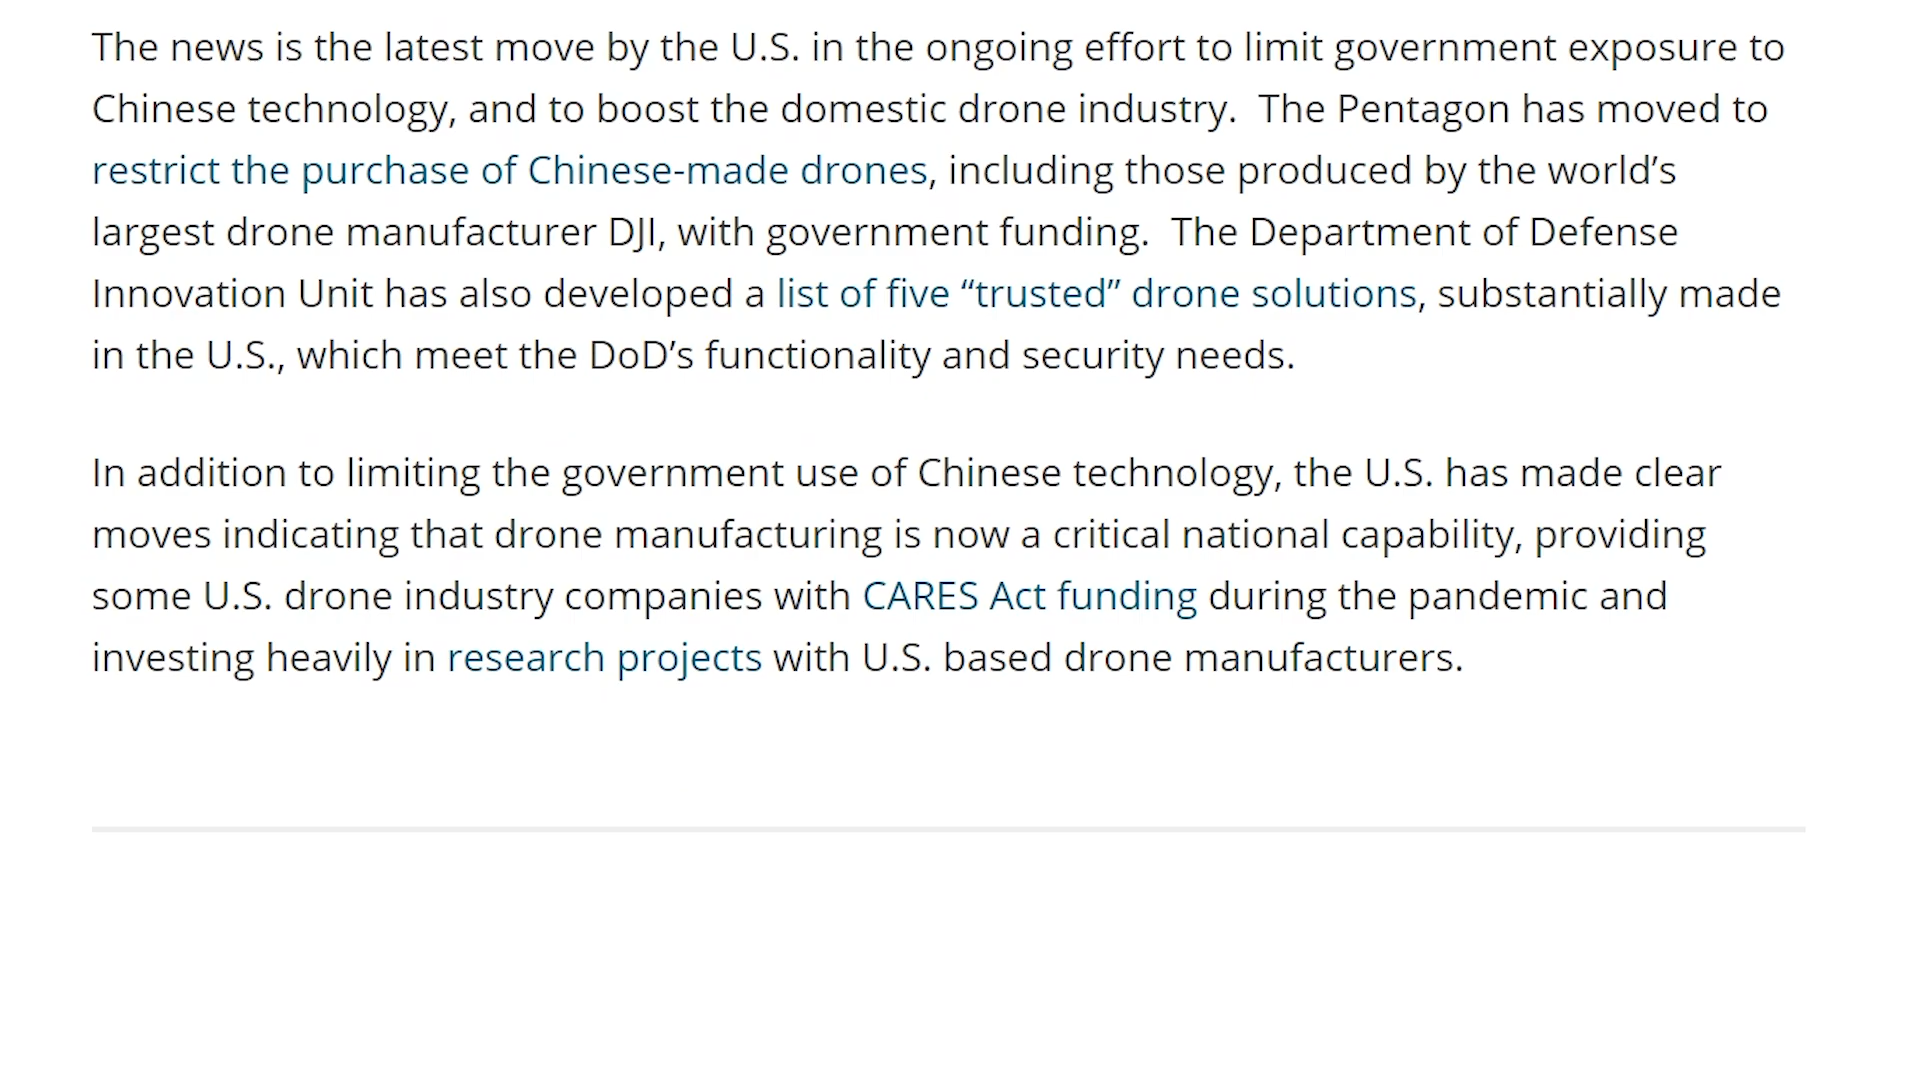 The news is the latest move by the U.S. in the ongoing effort to limit government exposure to
Chinese technology, and to boost the domestic drone industry.  The Pentagon has moved to
restrict the purchase of Chinese-made drones, including those produced by the world’s
largest drone manufacturer DJI, with government funding.  The Department of Defense
Innovation Unit has also developed a list of five “trusted” drone solutions, substantially made
in the U.S., which meet the DoD’s functionality and security needs.
In addition to limiting the government use of Chinese technology, the U.S. has made clear
moves indicating that drone manufacturing is now a critical national capability, providing
some U.S. drone industry companies with CARES Act funding during the pandemic and
investing heavily in research projects with U.S. based drone manufacturers.